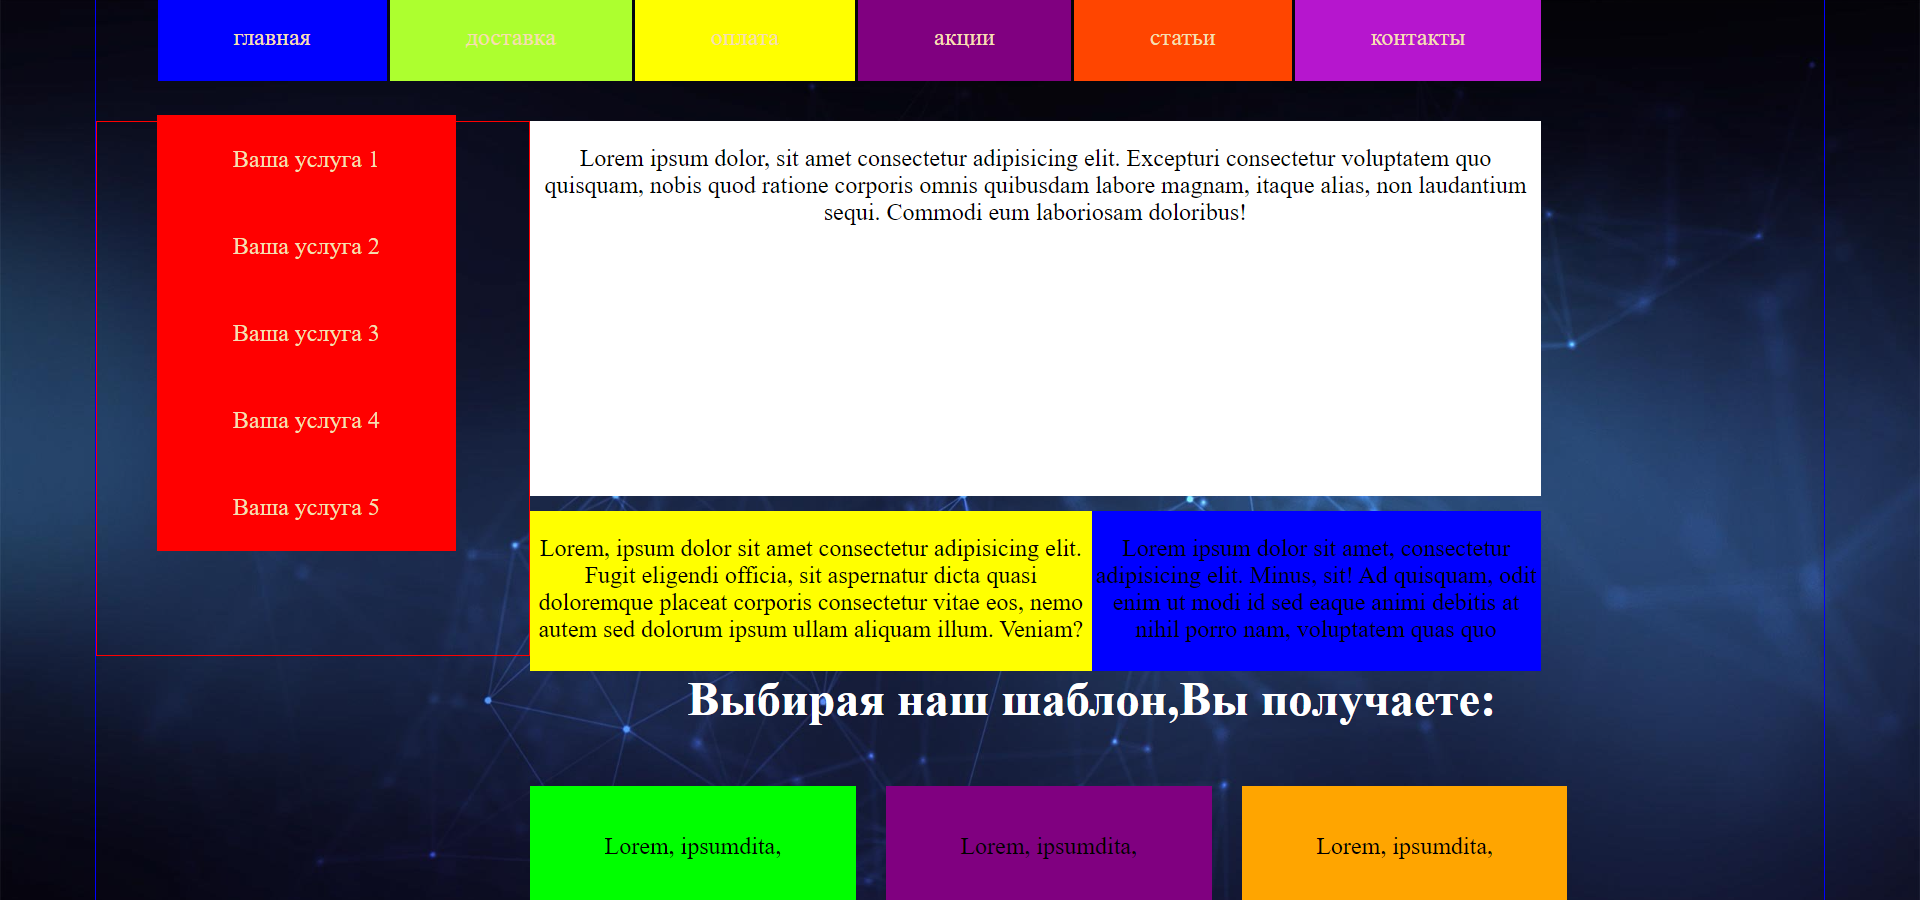 главная доставка оплата акции статьи контакты
Ваша услуга 1
Ваша услуга 2
Ваша услуга 3
Ваша услуга 4
Ваша услуга 5
Lorem ipsum dolor, sit amet consectetur adipisicing elit. Excepturi consectetur voluptatem quo
quisquam, nobis quod ratione corporis omnis quibusdam labore magnam, itaque alias, non laudantium
sequi. Commodi eum laboriosam doloribus!
Lorem, ipsum dolor sit amet consectetur adipisicing elit.
Fugit eligendi officia, sit aspernatur dicta quasi
doloremque placeat corporis consectetur vitae eos, nemo
autem sed dolorum ipsum ullam aliquam illum. Veniam?
Lorem ipsum dolor sit amet, consectetur
adipisicing elit. Minus, sit! Ad quisquam, odit
enim ut modi id sed eaque animi debitis at
nihil porro nam, voluptatem quas quo
Выбирая наш шаблон,Вы получаете:
Lorem, ipsumdita,
Lorem, ipsumdita,
Lorem, ipsumdita,